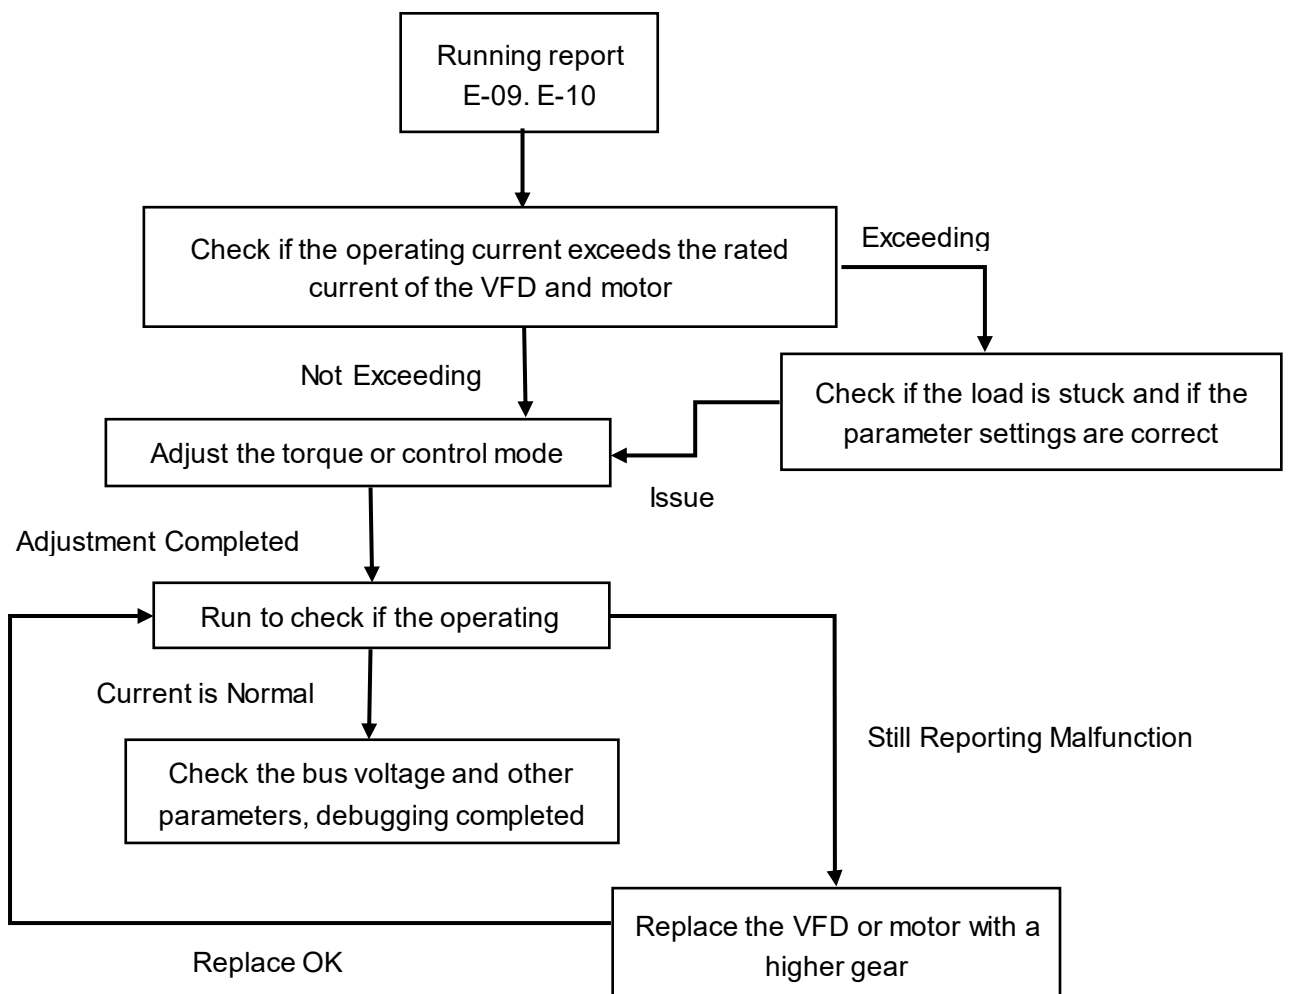 Running report
E-09. E-10
Check if the operating current exceeds the rated
current of the VFD and motor
Exceeding
Not Exceeding
Check if the load is stuck and if the
parameter settings are correct
Adjust the torque or control mode
Issue
Adjustment Completed
Run to check if the operating
Current is Normal
Still Reporting Malfunction
Check the bus voltage and other
parameters, debugging completed
Replace the VFD or motor with a
higher gear
Replace OK